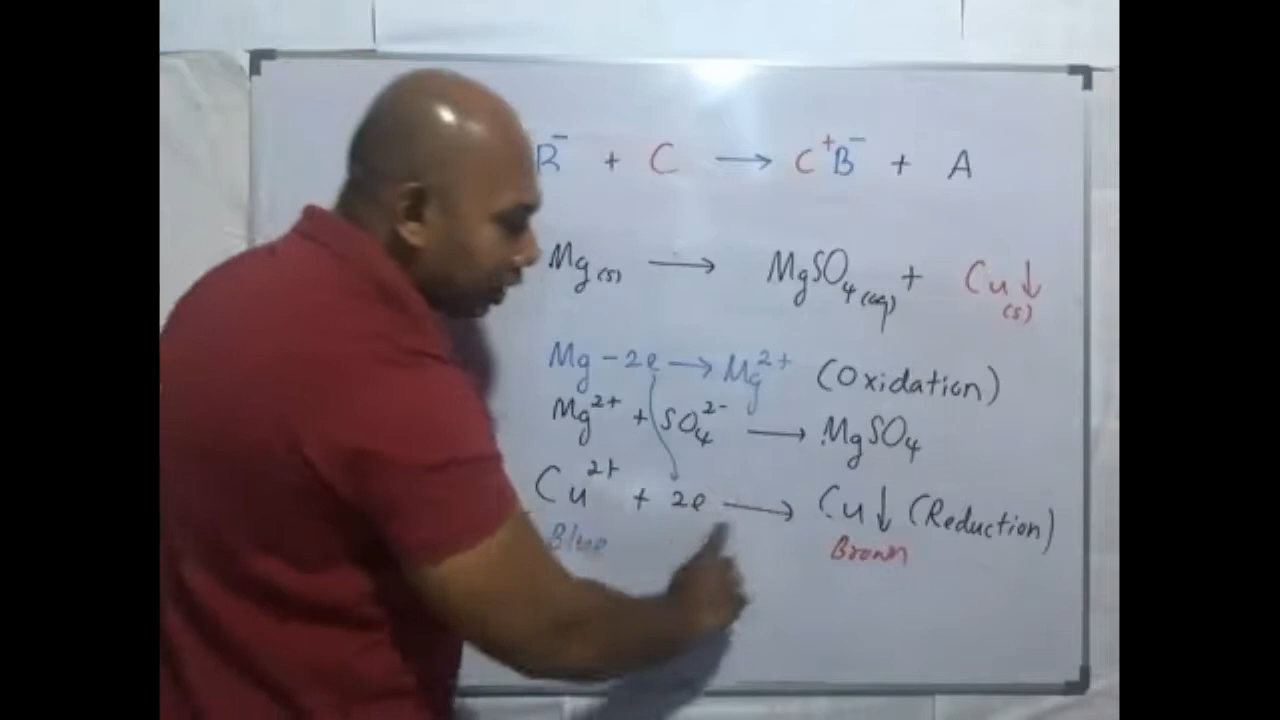 B⁻ + C → C⁺B⁻ + A
Mg(s) → MgSO₄(aq) + Cu↓(s)
Mg − 2e → Mg²⁺ (Oxidation)
Mg²⁺ + SO₄²⁻ → MgSO₄
Cu²⁺ + 2e → Cu↓ (Reduction)
Blue Brown